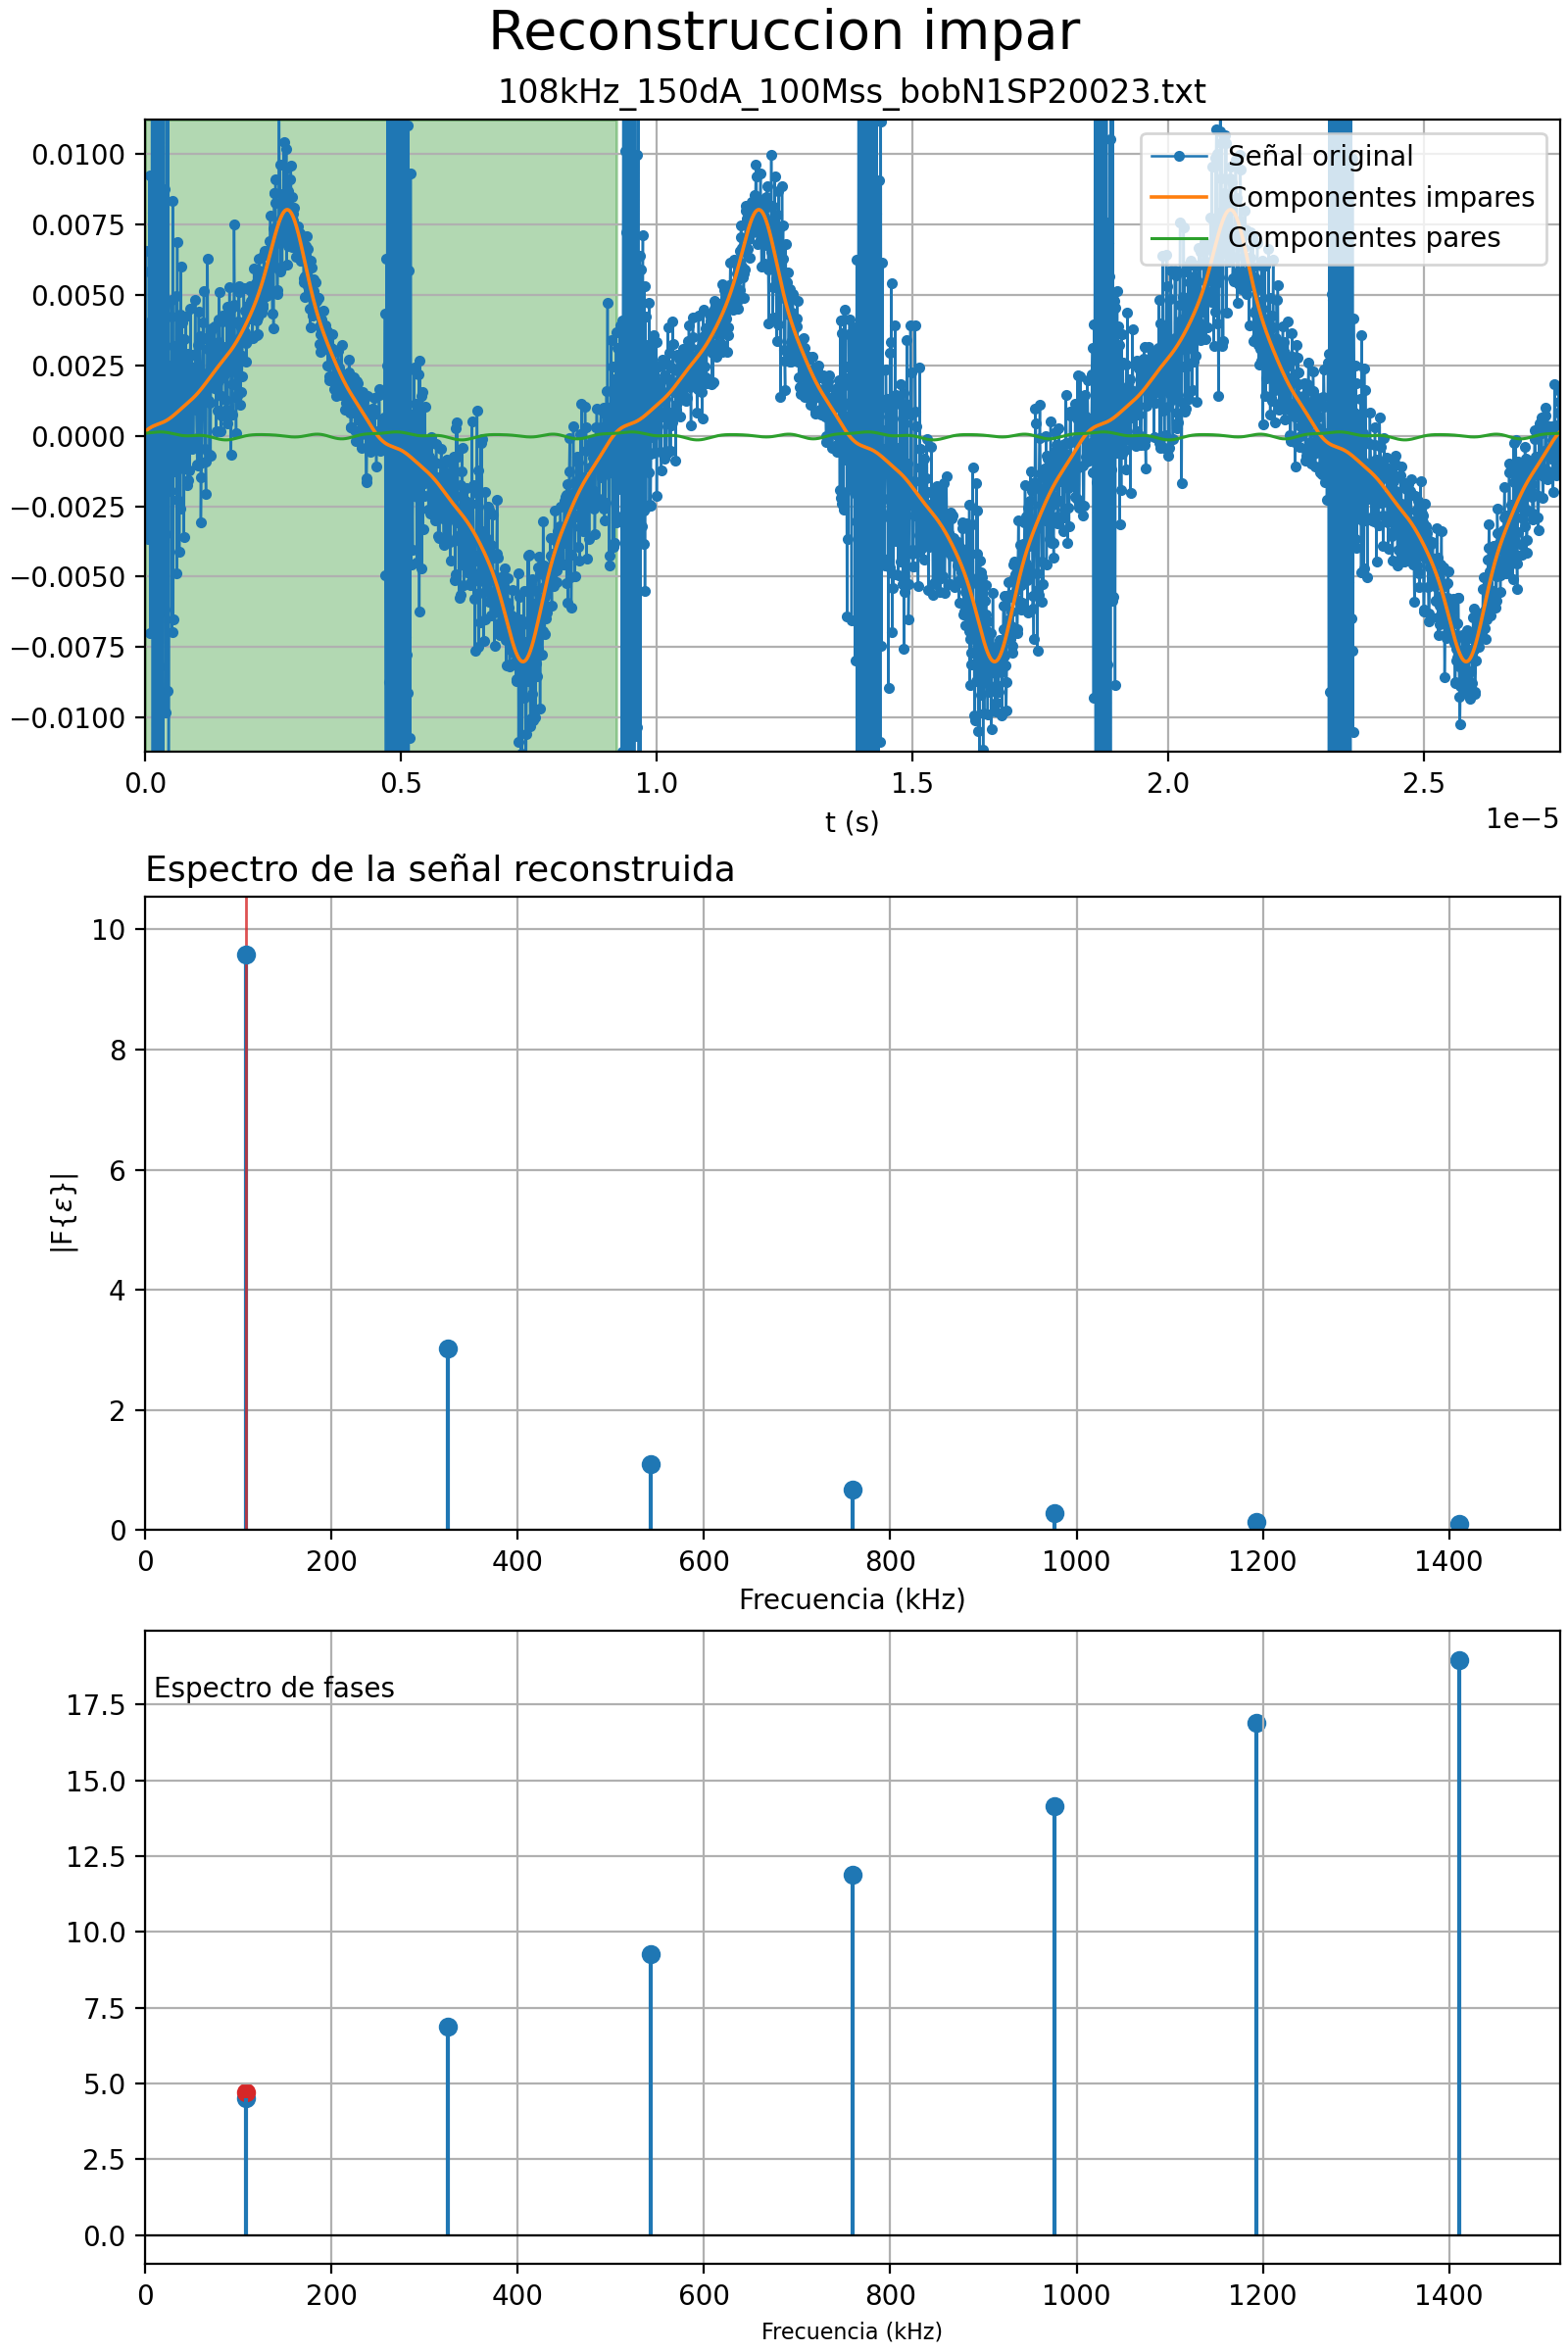 Reconstruccion impar
108kHz_150dA_100Mss_bobN1SP20023.txt
0.0100
0.0075
0.0050
0.0025
0.0000
−0.0025
−0.0050
−0.0075
−0.0100
Señal original
Componentes impares
Componentes pares
0.0 0.5 1.0 1.5 2.0 2.5
t (s)
1e−5
Espectro de la señal reconstruida
10
8
6
4
2
0
|F{ε}|
0 200 400 600 800 1000 1200 1400
Frecuencia (kHz)
Espectro de fases
17.5
15.0
12.5
10.0
7.5
5.0
2.5
0.0
0 200 400 600 800 1000 1200 1400
Frecuencia (kHz)